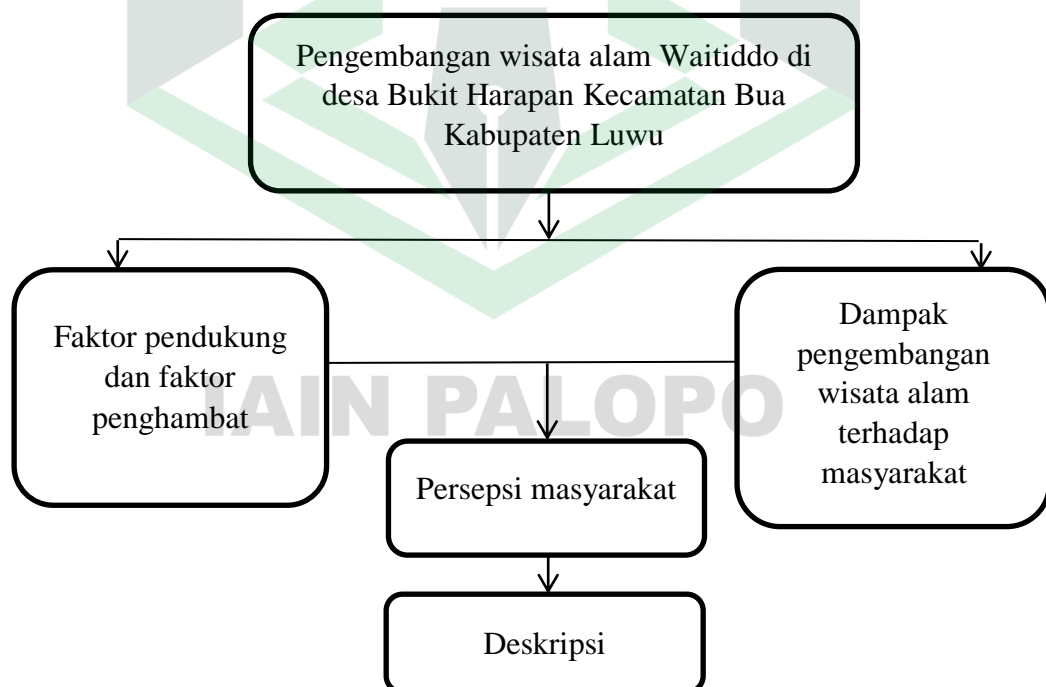 Pengembangan wisata alam Waitiddo di
desa Bukit Harapan Kecamatan Bua
Kabupaten Luwu
Faktor pendukung
dan faktor
penghambat
Dampak
pengembangan
wisata alam
terhadap
masyarakat
IAIN PALOPO
Persepsi masyarakat
Deskripsi